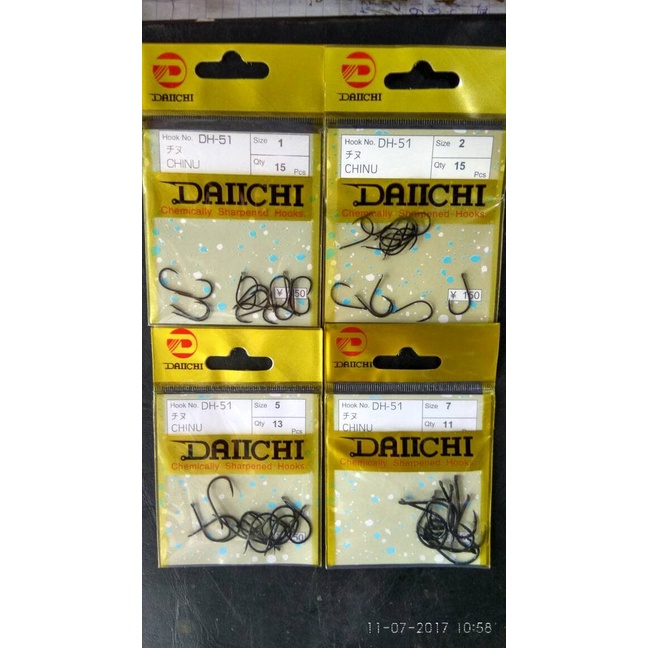 DAIICHI
Hook No. DH-51
チヌ
CHINU
Size 1
Qty 15 Pcs
DAIICHI
Chemically Sharpened Hooks
¥ 150
DAIICHI
Hook No. DH-51
チヌ
CHINU
Size 2
Qty 15 Pcs
DAIICHI
Chemically Sharpened Hooks
¥ 150
DAIICHI
Hook No. DH-51
チヌ
CHINU
Size 5
Qty 13 Pcs
DAIICHI
Chemically Sharpened Hooks
DAIICHI
Hook No. DH-51
チヌ
CHINU
Size 7
Qty 11 Pcs
DAIICHI
Chemically Sharpened Hooks
11-07-2017 10:58